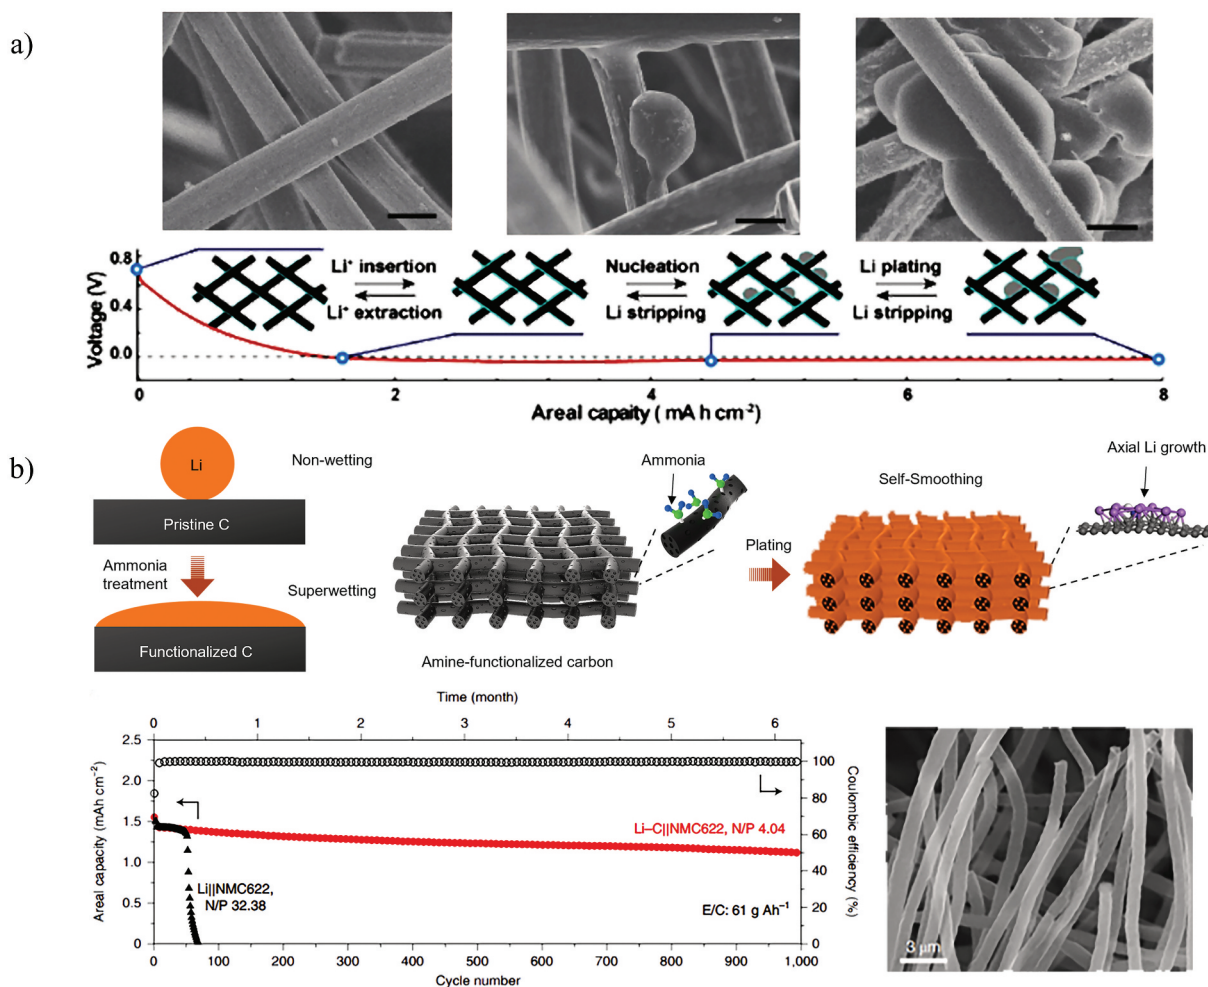 a)
0.8
0.4
0.0
Voltage (V)
Li⁺ insertion
Li⁺ extraction
Nucleation
Li stripping
Li plating
Li stripping
0
2
4
6
8
Areal capaity ( mA h cm⁻²)
b)
Li
Non-wetting
Pristine C
Ammonia
treatment
Superwetting
Functionalized C
Ammonia
Amine-functionalized carbon
Plating
Self-Smoothing
Axial Li growth
Time (month)
0 1 2 3 4 5 6
2.5
2.0
1.5
1.0
0.5
0
Areal capacity (mAh cm⁻²)
Li–C||NMC622, N/P 4.04
Li||NMC622,
N/P 32.38
E/C: 61 g Ah⁻¹
100
80
60
40
20
0
Coulombic efficiency (%)
0 100 200 300 400 500 600 700 800 900 1,000
Cycle number
3 μm